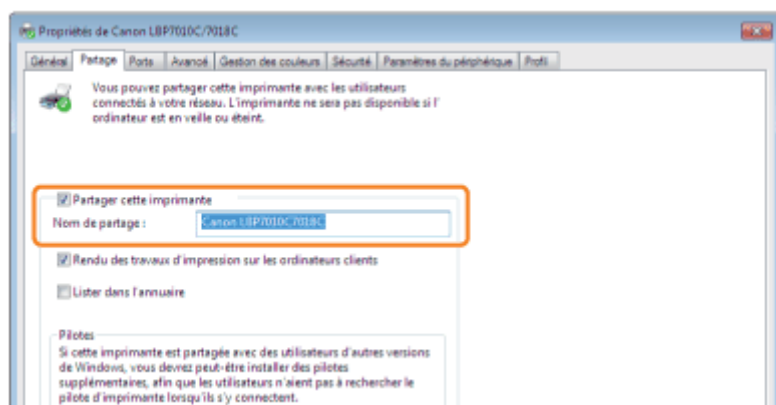 Propriétés de Canon LBP7010C/7018C
Général Partage Ports Avancé Gestion des couleurs Sécurité Paramètres du périphérique Profil
Vous pouvez partager cette imprimante avec les utilisateurs
connectés à votre réseau. L'imprimante ne sera pas disponible si l'
ordinateur est en veille ou éteint.
Partager cette imprimante
Nom de partage : Canon LBP7010C7018C
Rendu des travaux d'impression sur les ordinateurs clients
Lister dans l'annuaire
Pilotes
Si cette imprimante est partagée avec des utilisateurs d'autres versions
de Windows, vous devrez peut-être installer des pilotes
supplémentaires, afin que les utilisateurs n'aient pas à rechercher le
pilote d'imprimante lorsqu'ils s'y connectent.